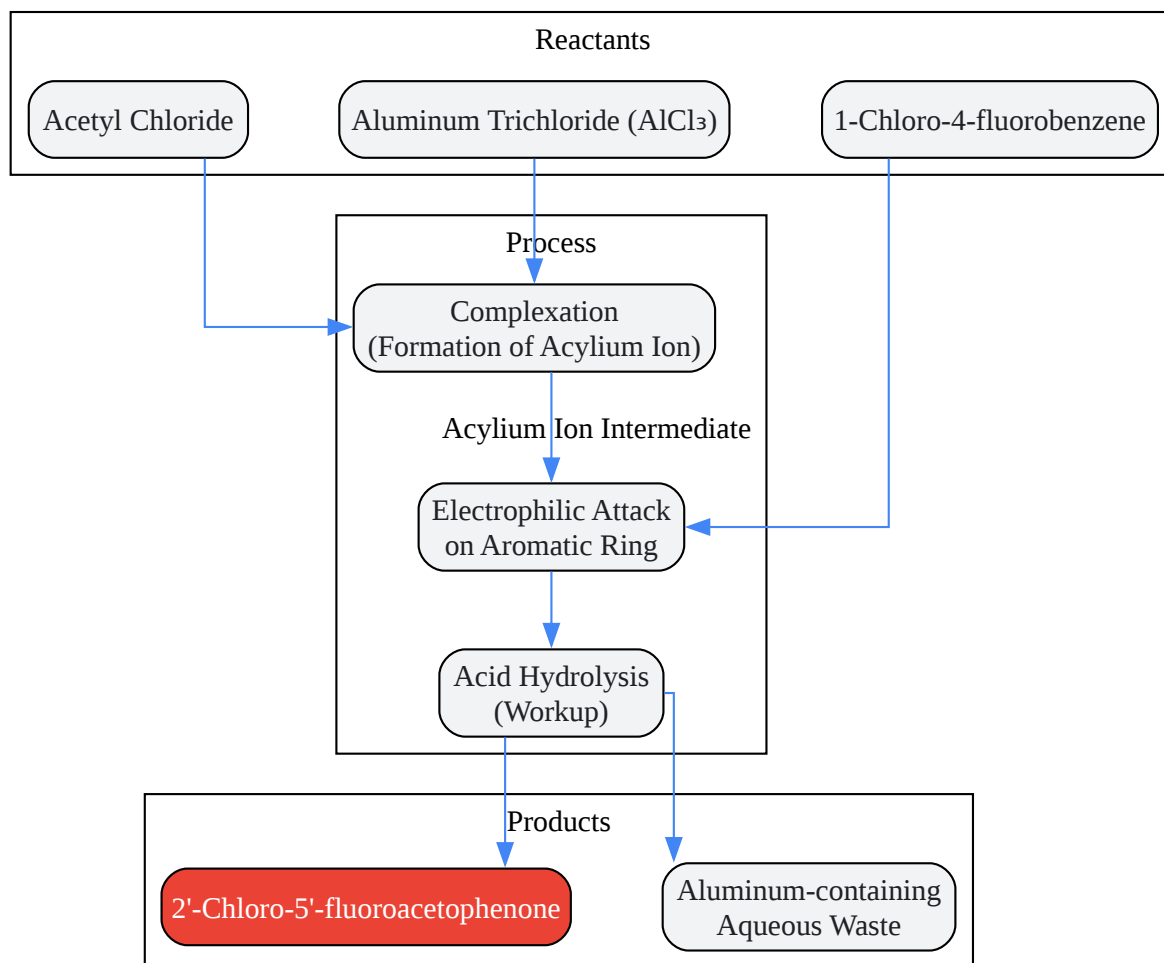 Reactants
Acetyl Chloride
Aluminum Trichloride (AlCl₃)
1-Chloro-4-fluorobenzene
Process
Complexation
(Formation of Acylium Ion)
Acylium Ion Intermediate
Electrophilic Attack
on Aromatic Ring
Acid Hydrolysis
(Workup)
Products
2'-Chloro-5'-fluoroacetophenone
Aluminum-containing
Aqueous Waste